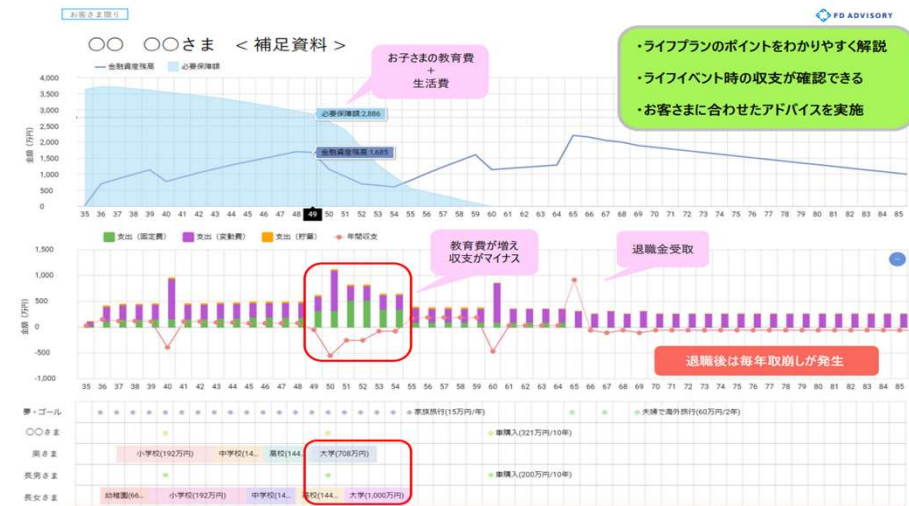 お客さま限り
FD ADVISORY
○○ ○○さま ＜補足資料＞
・ライフプランのポイントをわかりやすく解説
・ライフイベント時の収支が確認できる
・お客さまに合わせたアドバイスを実施
金融資産残高 必要保障額
お子さまの教育費
+
生活費
金額 (万円)
4,000
3,500
3,000
2,500
2,000
1,500
1,000
500
0
必要保障額:2,886
金融資産残高:1,685
35 36 37 38 39 40 41 42 43 44 45 46 47 48 49 50 51 52 53 54 55 56 57 58 59 60 61 62 63 64 65 66 67 68 69 70 71 72 73 74 75 76 77 78 79 80 81 82 83 84 85
支出（固定費） 支出（変動費） 支出（貯蓄） 年間収支
教育費が増え
収支がマイナス
退職金受取
金額 (万円)
1,500
1,000
500
0
-500
-1,000
退職後は毎年取崩しが発生
35 36 37 38 39 40 41 42 43 44 45 46 47 48 49 50 51 52 53 54 55 56 57 58 59 60 61 62 63 64 65 66 67 68 69 70 71 72 73 74 75 76 77 78 79 80 81 82 83 84 85
夢・ゴール 家族旅行(15万円/年) 夫婦で海外旅行(60万円/2年)
○○さま 車購入(321万円/10年)
奥さま 小学校(192万円) 中学校(14... 高校(144... 大学(708万円)
長男さま 車購入(200万円/10年)
長女さま 幼稚園(66... 小学校(192万円) 中学校(14... 高校(144... 大学(1,000万円)